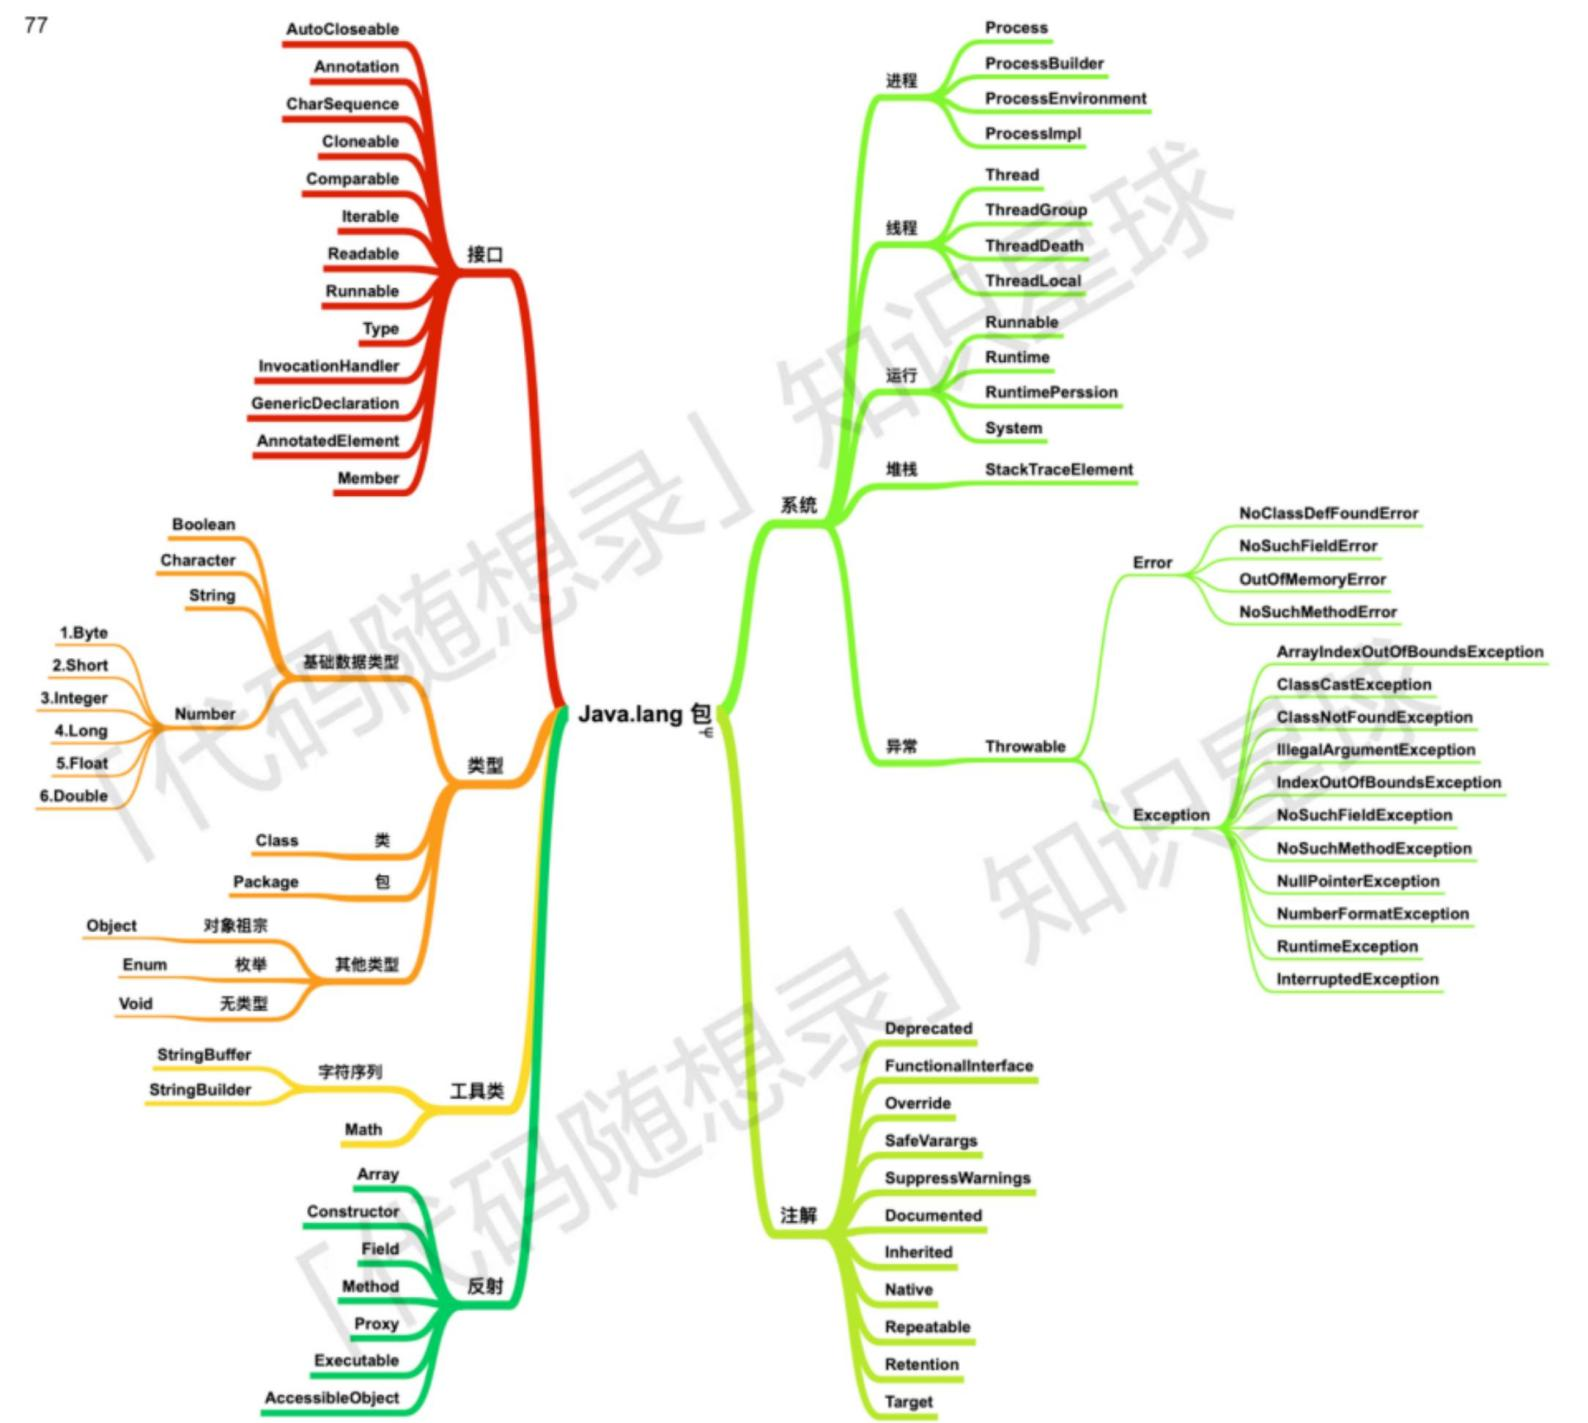 77
Java.lang 包
接口
AutoCloseable
Annotation
CharSequence
Cloneable
Comparable
Iterable
Readable
Runnable
Type
InvocationHandler
GenericDeclaration
AnnotatedElement
Member
类型
基础数据类型
Boolean
Character
String
Number
1.Byte
2.Short
3.Integer
4.Long
5.Float
6.Double
类
Class
包
Package
其他类型
对象祖宗
Object
枚举
Enum
无类型
Void
工具类
字符序列
StringBuffer
StringBuilder
Math
反射
Array
Constructor
Field
Method
Proxy
Executable
AccessibleObject
系统
进程
Process
ProcessBuilder
ProcessEnvironment
ProcessImpl
线程
Thread
ThreadGroup
ThreadDeath
ThreadLocal
运行
Runnable
Runtime
RuntimePerssion
System
堆栈
StackTraceElement
异常
Throwable
Error
NoClassDefFoundError
NoSuchFieldError
OutOfMemoryError
NoSuchMethodError
Exception
ArrayIndexOutOfBoundsException
ClassCastException
ClassNotFoundException
IllegalArgumentException
IndexOutOfBoundsException
NoSuchFieldException
NoSuchMethodException
NullPointerException
NumberFormatException
RuntimeException
InterruptedException
注解
Deprecated
FunctionalInterface
Override
SafeVarargs
SuppressWarnings
Documented
Inherited
Native
Repeatable
Retention
Target
「代码随想录」知识星球
「代码随想录」知识星球